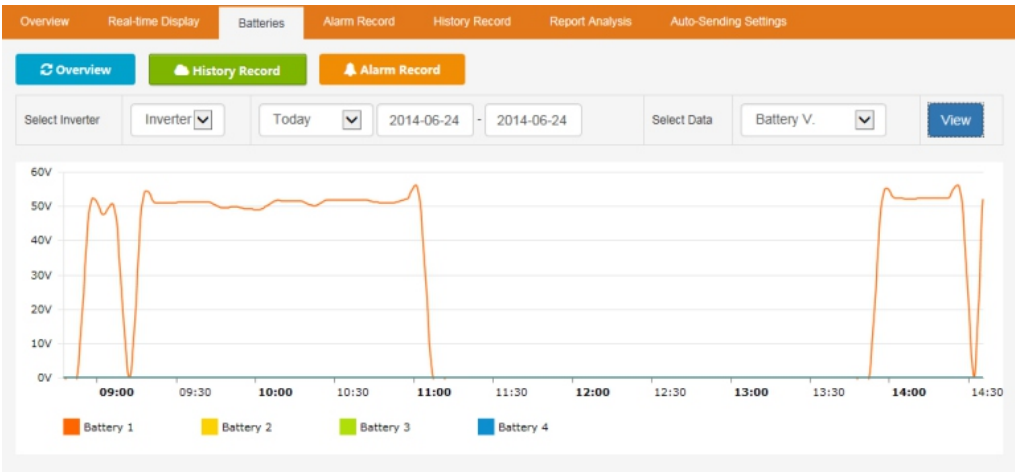 Overview Real-time Display Batteries Alarm Record History Record Report Analysis Auto-Sending Settings
Overview History Record Alarm Record
Select Inverter Inverter Today 2014-06-24 - 2014-06-24 Select Data Battery V. View
60V
50V
40V
30V
20V
10V
0V
09:00 09:30 10:00 10:30 11:00 11:30 12:00 12:30 13:00 13:30 14:00 14:30
Battery 1 Battery 2 Battery 3 Battery 4